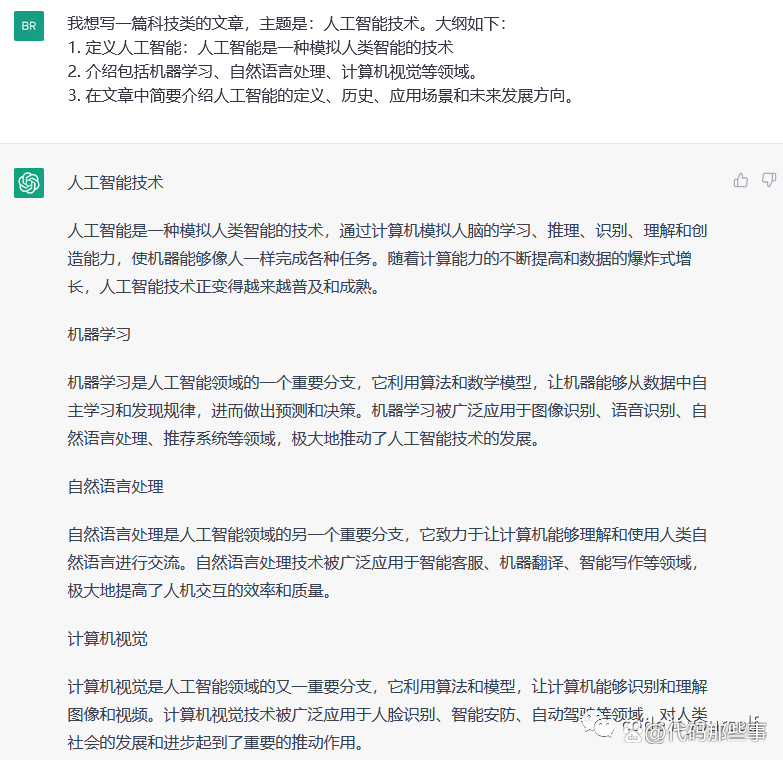 BR
我想写一篇科技类的文章，主题是：人工智能技术。大纲如下：
1. 定义人工智能：人工智能是一种模拟人类智能的技术
2. 介绍包括机器学习、自然语言处理、计算机视觉等领域。
3. 在文章中简要介绍人工智能的定义、历史、应用场景和未来发展方向。
人工智能技术
人工智能是一种模拟人类智能的技术，通过计算机模拟人脑的学习、推理、识别、理解和创
造能力，使机器能够像人一样完成各种任务。随着计算能力的不断提高和数据的爆炸式增
长，人工智能技术正变得越来越普及和成熟。
机器学习
机器学习是人工智能领域的一个重要分支，它利用算法和数学模型，让机器能够从数据中自
主学习和发现规律，进而做出预测和决策。机器学习被广泛应用于图像识别、语音识别、自
然语言处理、推荐系统等领域，极大地推动了人工智能技术的发展。
自然语言处理
自然语言处理是人工智能领域的另一个重要分支，它致力于让计算机能够理解和使用人类自
然语言进行交流。自然语言处理技术被广泛应用于智能客服、机器翻译、智能写作等领域，
极大地提高了人机交互的效率和质量。
计算机视觉
计算机视觉是人工智能领域的又一重要分支，它利用算法和模型，让计算机能够识别和理解
图像和视频。计算机视觉技术被广泛应用于人脸识别、智能安防、自动驾驶等领域，对人类
社会的发展和进步起到了重要的推动作用。
@代码那些事